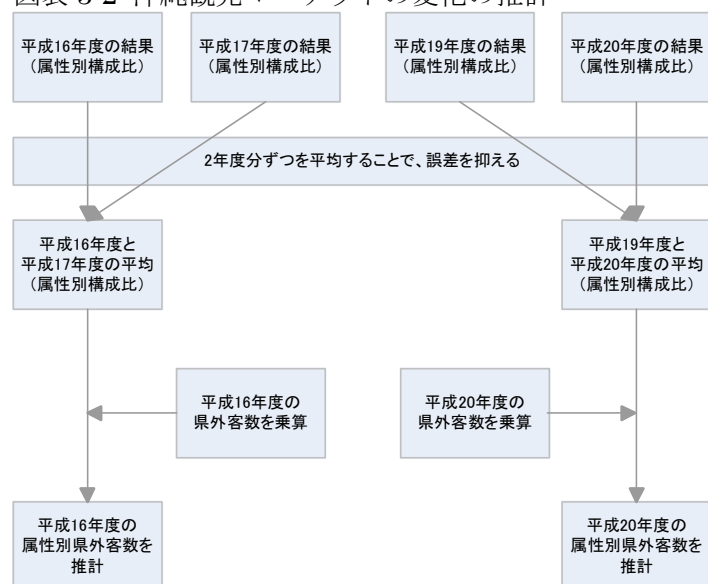 平成16年度の結果
（属性別構成比）
平成17年度の結果
（属性別構成比）
平成19年度の結果
（属性別構成比）
平成20年度の結果
（属性別構成比）
2年度分ずつを平均することで、誤差を抑える
平成16年度と
平成17年度の平均
（属性別構成比）
平成19年度と
平成20年度の平均
（属性別構成比）
平成16年度の
県外客数を乗算
平成20年度の
県外客数を乗算
平成16年度の
属性別県外客数を
推計
平成20年度の
属性別県外客数を
推計